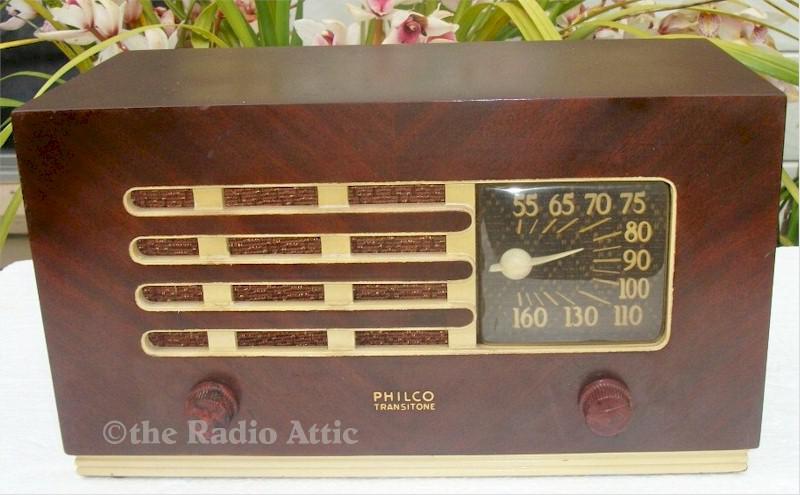 55 65 70 75
80
90
100
160 130 110
PHILCO
TRANSITONE
©the Radio Attic